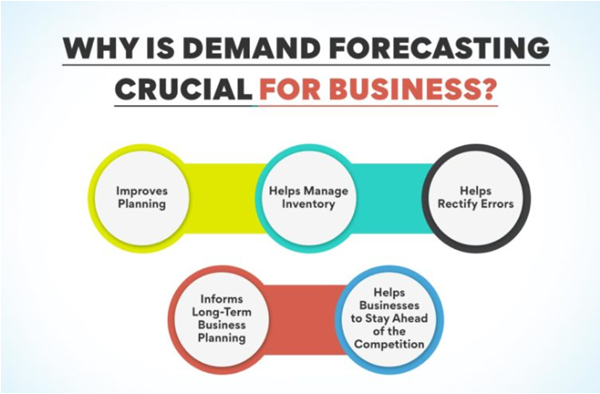 WHY IS DEMAND FORECASTING
CRUCIAL FOR BUSINESS?
Improves
Planning
Helps Manage
Inventory
Helps
Rectify Errors
Informs
Long-Term
Business
Planning
Helps
Businesses
to Stay Ahead
of the
Competition